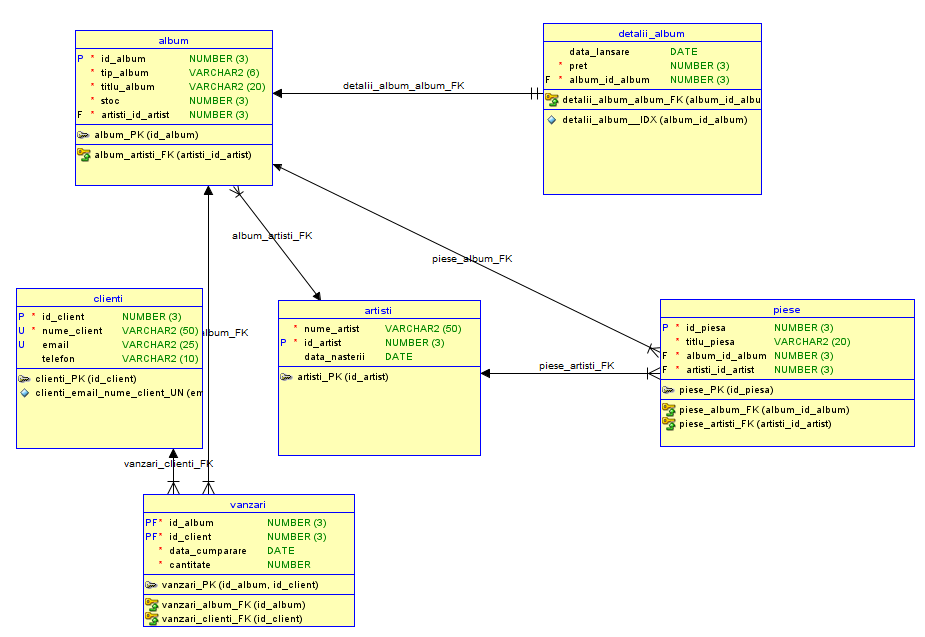 album
P * id_album NUMBER (3)
* tip_album VARCHAR2 (6)
* titlu_album VARCHAR2 (20)
* stoc NUMBER (3)
F * artisti_id_artist NUMBER (3)
album_PK (id_album)
album_artisti_FK (artisti_id_artist)
detalii_album_album_FK
detalii_album
data_lansare DATE
* pret NUMBER (3)
F * album_id_album NUMBER (3)
detalii_album_album_FK (album_id_albu
detalii_album__IDX (album_id_album)
album_artisti_FK
piese_album_FK
clienti
P * id_client NUMBER (3)
U * nume_client VARCHAR2 (50)
U email VARCHAR2 (25)
telefon VARCHAR2 (10)
clienti_PK (id_client)
clienti_email_nume_client_UN (em
album_FK
artisti
* nume_artist VARCHAR2 (50)
P * id_artist NUMBER (3)
data_nasterii DATE
artisti_PK (id_artist)
piese_artisti_FK
piese
P * id_piesa NUMBER (3)
* titlu_piesa VARCHAR2 (20)
F * album_id_album NUMBER (3)
F * artisti_id_artist NUMBER (3)
piese_PK (id_piesa)
piese_album_FK (album_id_album)
piese_artisti_FK (artisti_id_artist)
vanzari_clienti_FK
vanzari
PF* id_album NUMBER (3)
PF* id_client NUMBER (3)
* data_cumparare DATE
* cantitate NUMBER
vanzari_PK (id_album, id_client)
vanzari_album_FK (id_album)
vanzari_clienti_FK (id_client)